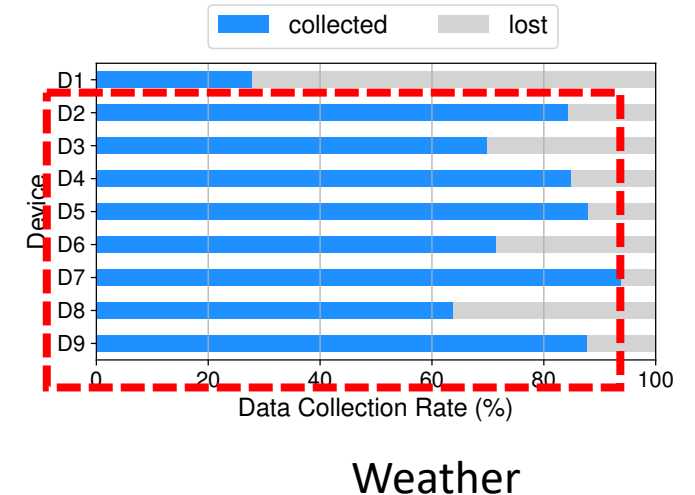 collected lost
D1
D2
D3
D4
D5
D6
D7
D8
D9
Device
0 20 40 60 80 100
Data Collection Rate (%)
Weather